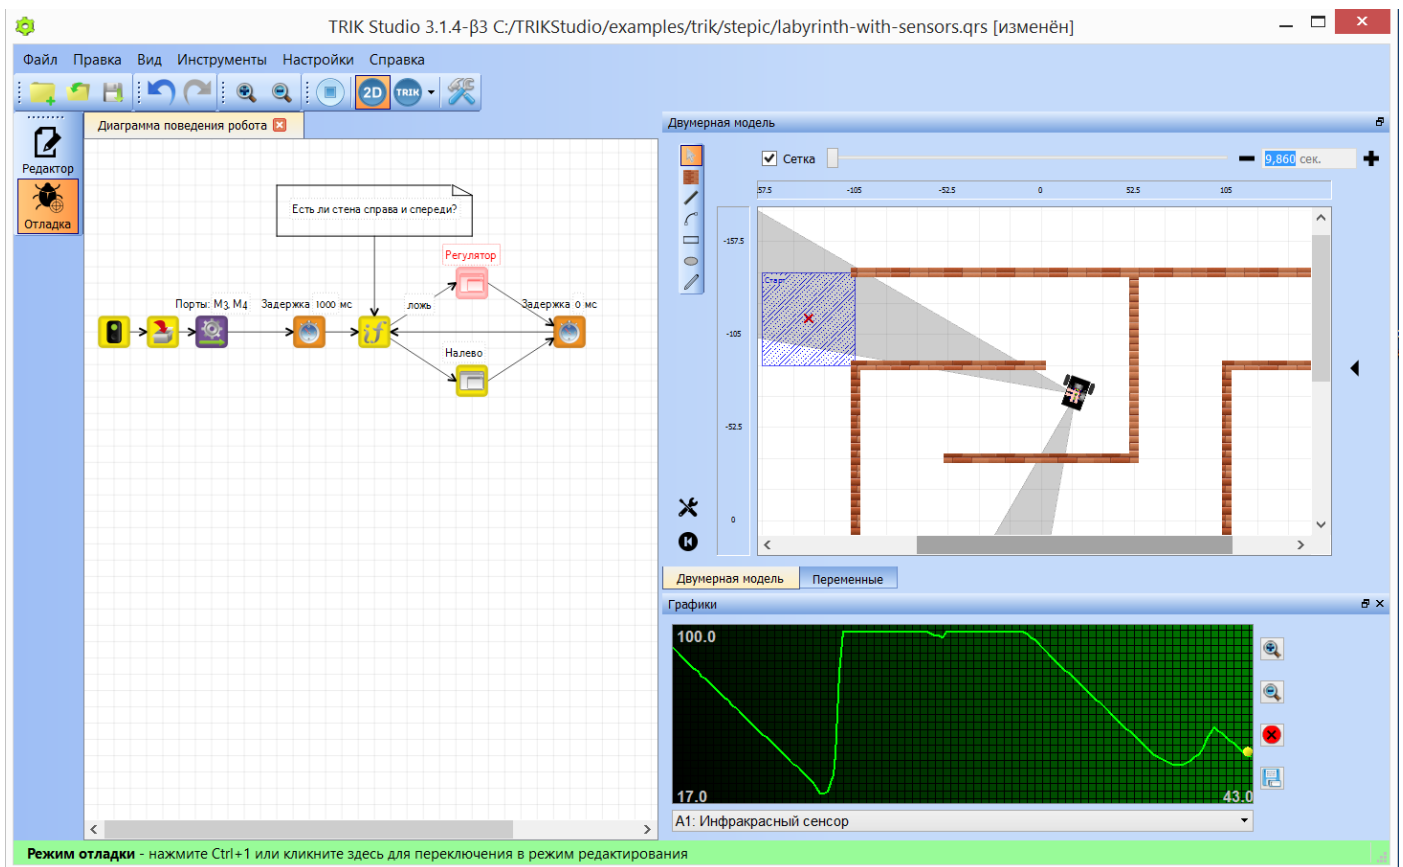 TRIK Studio 3.1.4-β3 C:/TRIKStudio/examples/trik/stepic/labyrinth-with-sensors.qrs [изменён]
Файл Правка Вид Инструменты Настройки Справка
2D TRIK
Редактор
Отладка
Диаграмма поведения робота
Есть ли стена справа и спереди?
Регулятор
Порты: M3, M4 Задержка 1000 мс ложь Задержка 0 мс
if
Налево
Двумерная модель
Сетка 9,860 сек.
57.5 -105 -52.5 0 52.5 105
-157.5
Старт
-105
-52.5
0
Двумерная модель Переменные
Графики
100.0
17.0 43.0
A1: Инфракрасный сенсор
Режим отладки - нажмите Ctrl+1 или кликните здесь для переключения в режим редактирования